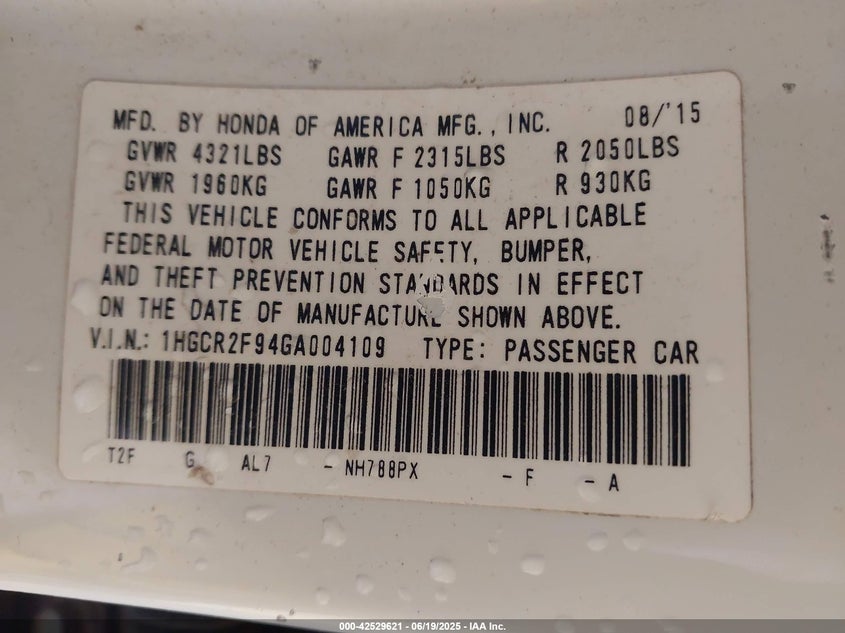 MFD. BY HONDA OF AMERICA MFG., INC. 08/'15
GVWR 4321LBS GAWR F 2315LBS R 2050LBS
GVWR 1960KG GAWR F 1050KG R 930KG
THIS VEHICLE CONFORMS TO ALL APPLICABLE
FEDERAL MOTOR VEHICLE SAFETY, BUMPER,
AND THEFT PREVENTION STANDARDS IN EFFECT
ON THE DATE OF MANUFACTURE SHOWN ABOVE.
V.I.N.: 1HGCR2F94GA004109 TYPE: PASSENGER CAR
T2F G AL7 - NH788PX - F - A
000-42529621 - 06/19/2025 - IAA Inc.